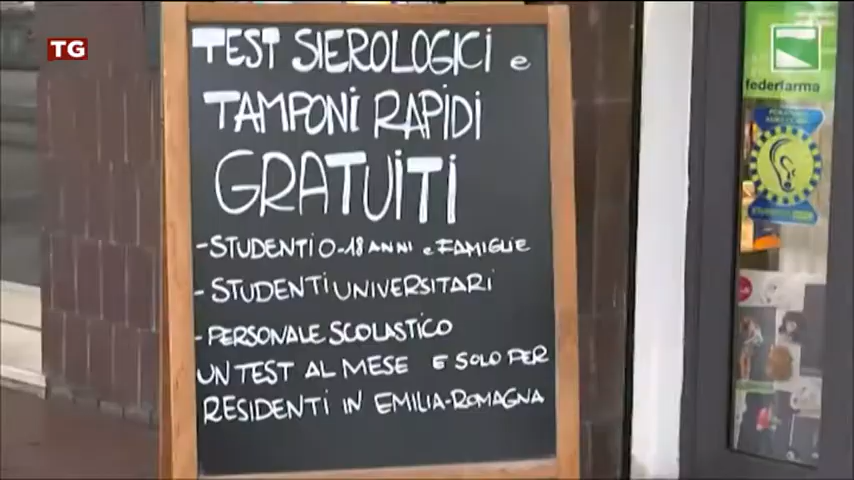 TG
TEST SIEROLOGICI e
TAMPONI RAPIDI
GRATUITI
-STUDENTI 0-18 ANNI e FAMIGLIE
-STUDENTI UNIVERSITARI
-PERSONALE SCOLASTICO
UN TEST AL MESE E SOLO PER
RESIDENTI IN EMILIA-ROMAGNA
federfarma